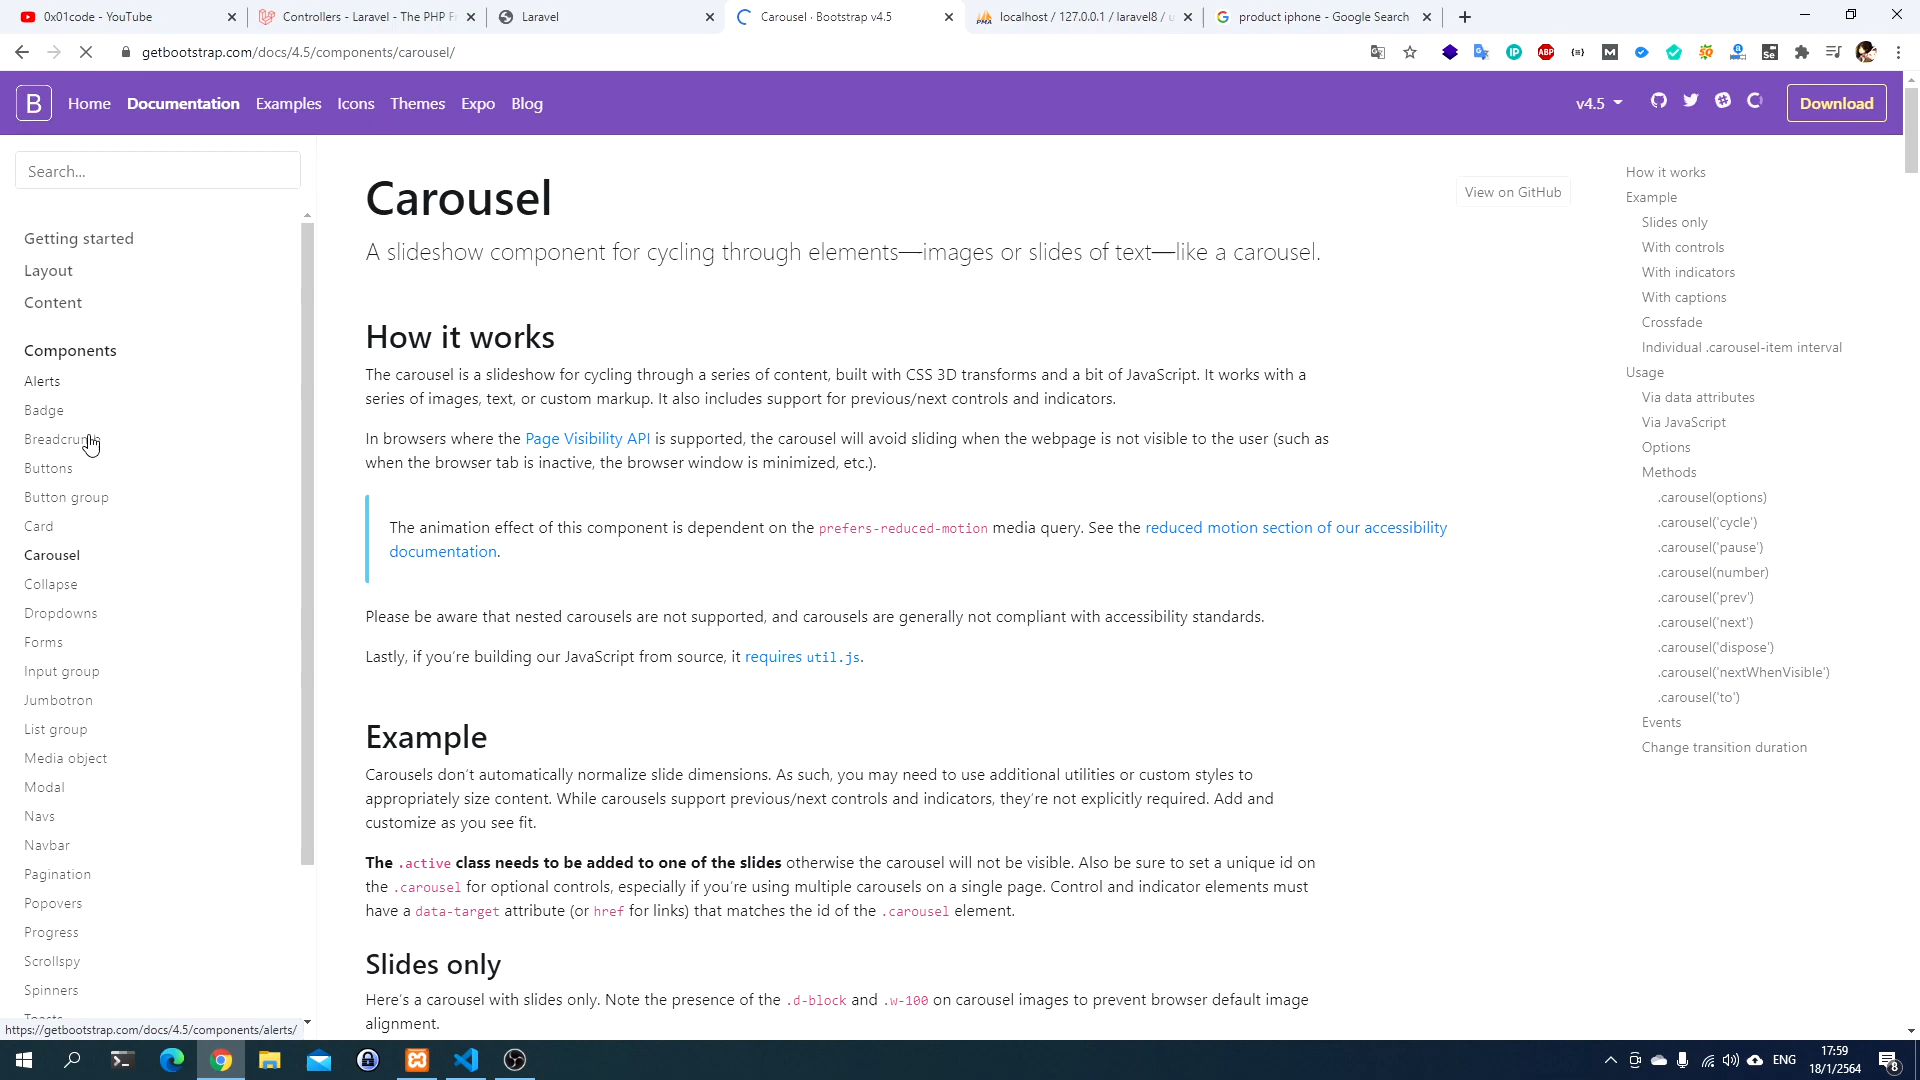 0x01code - YouTube
Controllers - Laravel - The PHP Fr
Laravel
Carousel · Bootstrap v4.5
localhost / 127.0.0.1 / laravel8 / u
product iphone - Google Search
getbootstrap.com/docs/4.5/components/carousel/
B
Home
Documentation
Examples
Icons
Themes
Expo
Blog
v4.5
Download
Search...
Getting started
Layout
Content
Components
Alerts
Badge
Buttons
Button group
Card
Carousel
Collapse
Dropdowns
Forms
Input group
Jumbotron
List group
Media object
Modal
Navs
Navbar
Pagination
Popovers
Progress
Scrollspy
Spinners
https://getbootstrap.com/docs/4.5/components/alerts/
Carousel
View on GitHub
A slideshow component for cycling through elements—images or slides of text—like a carousel.
How it works
The carousel is a slideshow for cycling through a series of content, built with CSS 3D transforms and a bit of JavaScript. It works with a
series of images, text, or custom markup. It also includes support for previous/next controls and indicators.
In browsers where the Page Visibility API is supported, the carousel will avoid sliding when the webpage is not visible to the user (such as
when the browser tab is inactive, the browser window is minimized, etc.).
The animation effect of this component is dependent on the prefers-reduced-motion media query. See the reduced motion section of our accessibility
documentation.
Please be aware that nested carousels are not supported, and carousels are generally not compliant with accessibility standards.
Lastly, if you’re building our JavaScript from source, it requires util.js.
Example
Carousels don’t automatically normalize slide dimensions. As such, you may need to use additional utilities or custom styles to
appropriately size content. While carousels support previous/next controls and indicators, they’re not explicitly required. Add and
customize as you see fit.
The .active class needs to be added to one of the slides otherwise the carousel will not be visible. Also be sure to set a unique id on
the .carousel for optional controls, especially if you’re using multiple carousels on a single page. Control and indicator elements must
have a data-target attribute (or href for links) that matches the id of the .carousel element.
Slides only
Here’s a carousel with slides only. Note the presence of the .d-block and .w-100 on carousel images to prevent browser default image
alignment.
How it works
Example
Slides only
With controls
With indicators
With captions
Crossfade
Individual .carousel-item interval
Usage
Via data attributes
Via JavaScript
Options
Methods
.carousel(options)
.carousel('cycle')
.carousel('pause')
.carousel(number)
.carousel('prev')
.carousel('next')
.carousel('dispose')
.carousel('nextWhenVisible')
.carousel('to')
Events
Change transition duration
ENG
17:59
18/1/2564
8